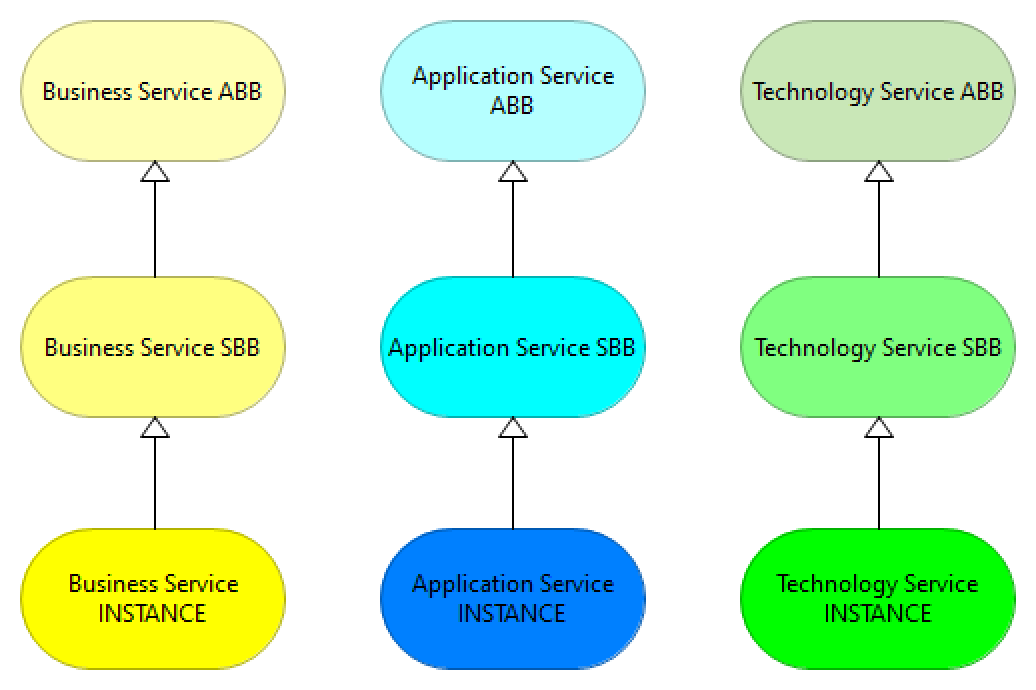 Business Service ABB
Application Service
ABB
Technology Service ABB
Business Service SBB
Application Service SBB
Technology Service SBB
Business Service
INSTANCE
Application Service
INSTANCE
Technology Service
INSTANCE